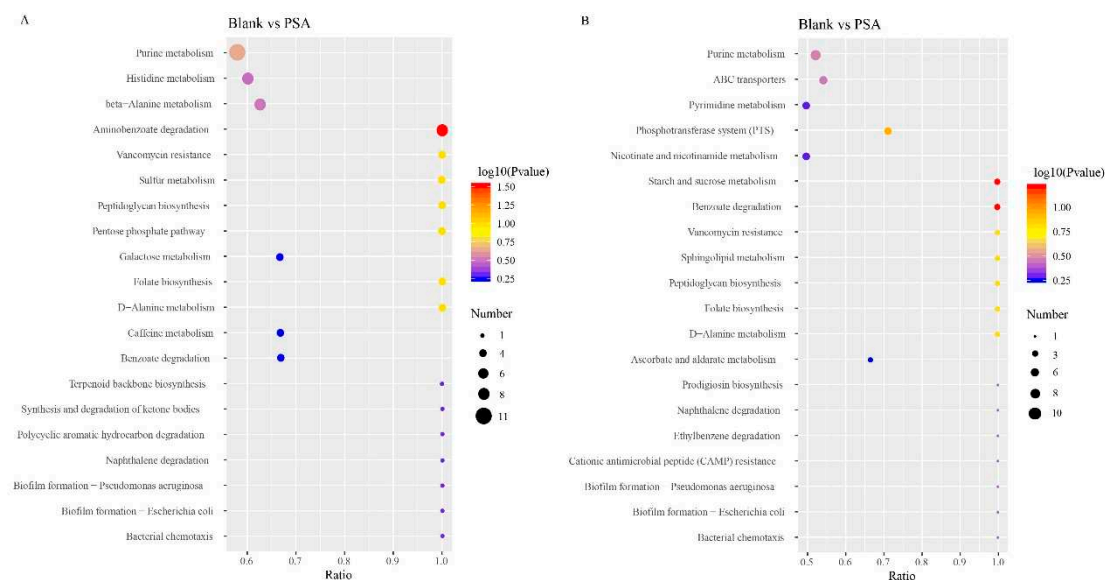 A
Blank vs PSA
Purine metabolism
Histidine metabolism
beta−Alanine metabolism
Aminobenzoate degradation
Vancomycin resistance
Sulfur metabolism
Peptidoglycan biosynthesis
Pentose phosphate pathway
Galactose metabolism
Folate biosynthesis
D−Alanine metabolism
Caffeine metabolism
Benzoate degradation
Terpenoid backbone biosynthesis
Synthesis and degradation of ketone bodies
Polycyclic aromatic hydrocarbon degradation
Naphthalene degradation
Biofilm formation − Pseudomonas aeruginosa
Biofilm formation − Escherichia coli
Bacterial chemotaxis
0.6 0.7 0.8 0.9 1.0
Ratio
log10(Pvalue)
1.50
1.25
1.00
0.75
0.50
0.25
Number
1
4
6
8
11
B
Blank vs PSA
Purine metabolism
ABC transporters
Pyrimidine metabolism
Phosphotransferase system (PTS)
Nicotinate and nicotinamide metabolism
Starch and sucrose metabolism
Benzoate degradation
Vancomycin resistance
Sphingolipid metabolism
Peptidoglycan biosynthesis
Folate biosynthesis
D−Alanine metabolism
Ascorbate and aldarate metabolism
Prodigiosin biosynthesis
Naphthalene degradation
Ethylbenzene degradation
Cationic antimicrobial peptide (CAMP) resistance
Biofilm formation − Pseudomonas aeruginosa
Biofilm formation − Escherichia coli
Bacterial chemotaxis
0.5 0.6 0.7 0.8 0.9 1.0
Ratio
log10(Pvalue)
1.00
0.75
0.50
0.25
Number
1
3
6
8
10